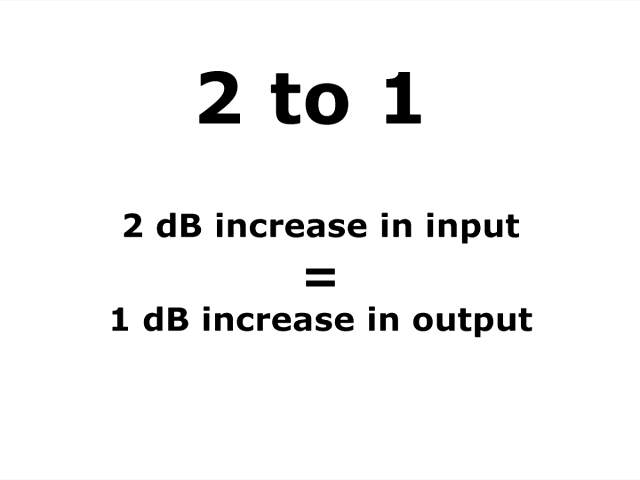 2 to 1
2 dB increase in input
=
1 dB increase in output